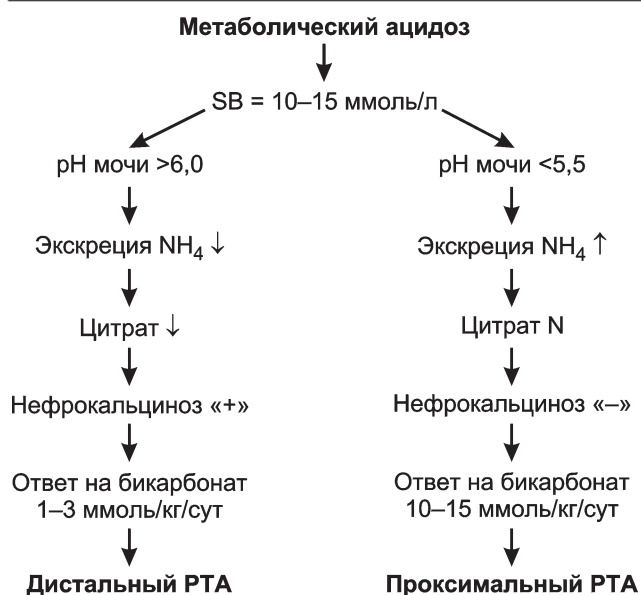 Метаболический ацидоз
SB = 10–15 ммоль/л
pH мочи >6,0
Экскреция NH₄ ↓
Цитрат ↓
Нефрокальциноз «+»
Ответ на бикарбонат
1–3 ммоль/кг/сут
Дистальный РТА
pH мочи <5,5
Экскреция NH₄ ↑
Цитрат N
Нефрокальциноз «–»
Ответ на бикарбонат
10–15 ммоль/кг/сут
Проксимальный РТА